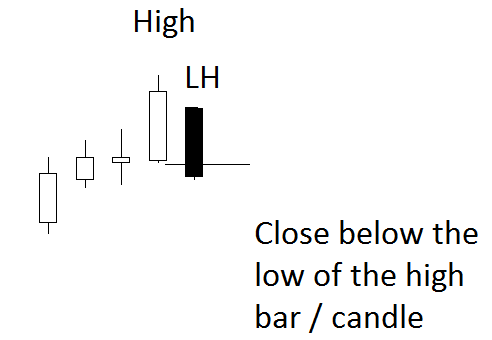 High
LH
Close below the
low of the high
bar / candle